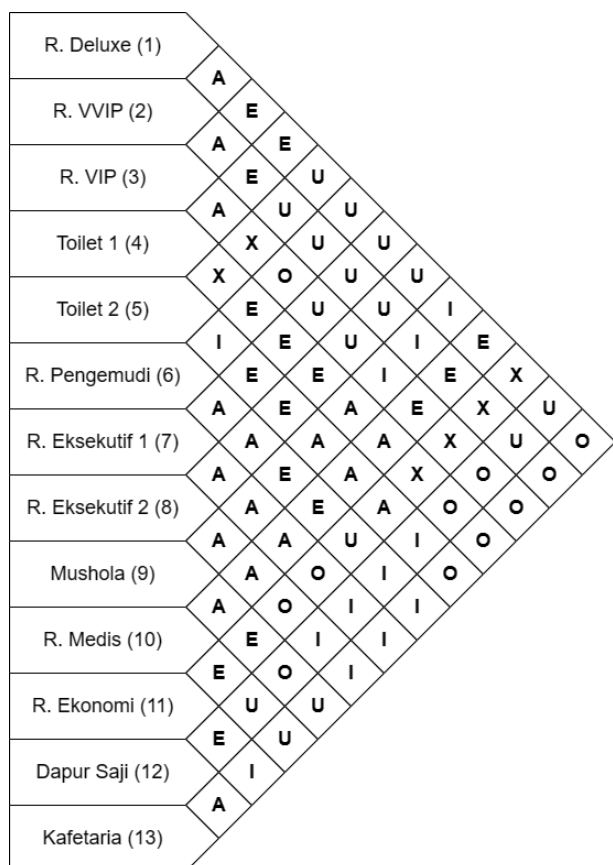 R. Deluxe (1)
A
R. VVIP (2) E
A E
R. VIP (3) E U
A U U
Toilet 1 (4) X U U
X O U U
Toilet 2 (5) E U U I
I E U I E
R. Pengemudi (6) E E I E X
A E A E X U
R. Eksekutif 1 (7) A A A X U O
A E A X O O
R. Eksekutif 2 (8) A E A O O
A A U I O
Mushola (9) A O I O
A O I I
R. Medis (10) E I I
E O I
R. Ekonomi (11) U U
E U
Dapur Saji (12) I
A
Kafetaria (13)